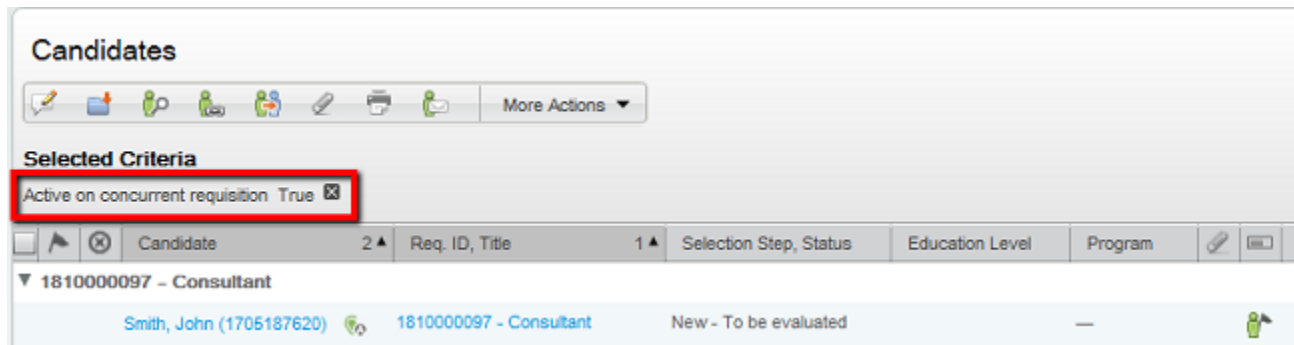 Candidates
More Actions
Selected Criteria
Active on concurrent requisition True
Candidate 2 Req. ID, Title 1 Selection Step, Status Education Level Program
1810000097 - Consultant
Smith, John (1705187620) 1810000097 - Consultant New - To be evaluated —